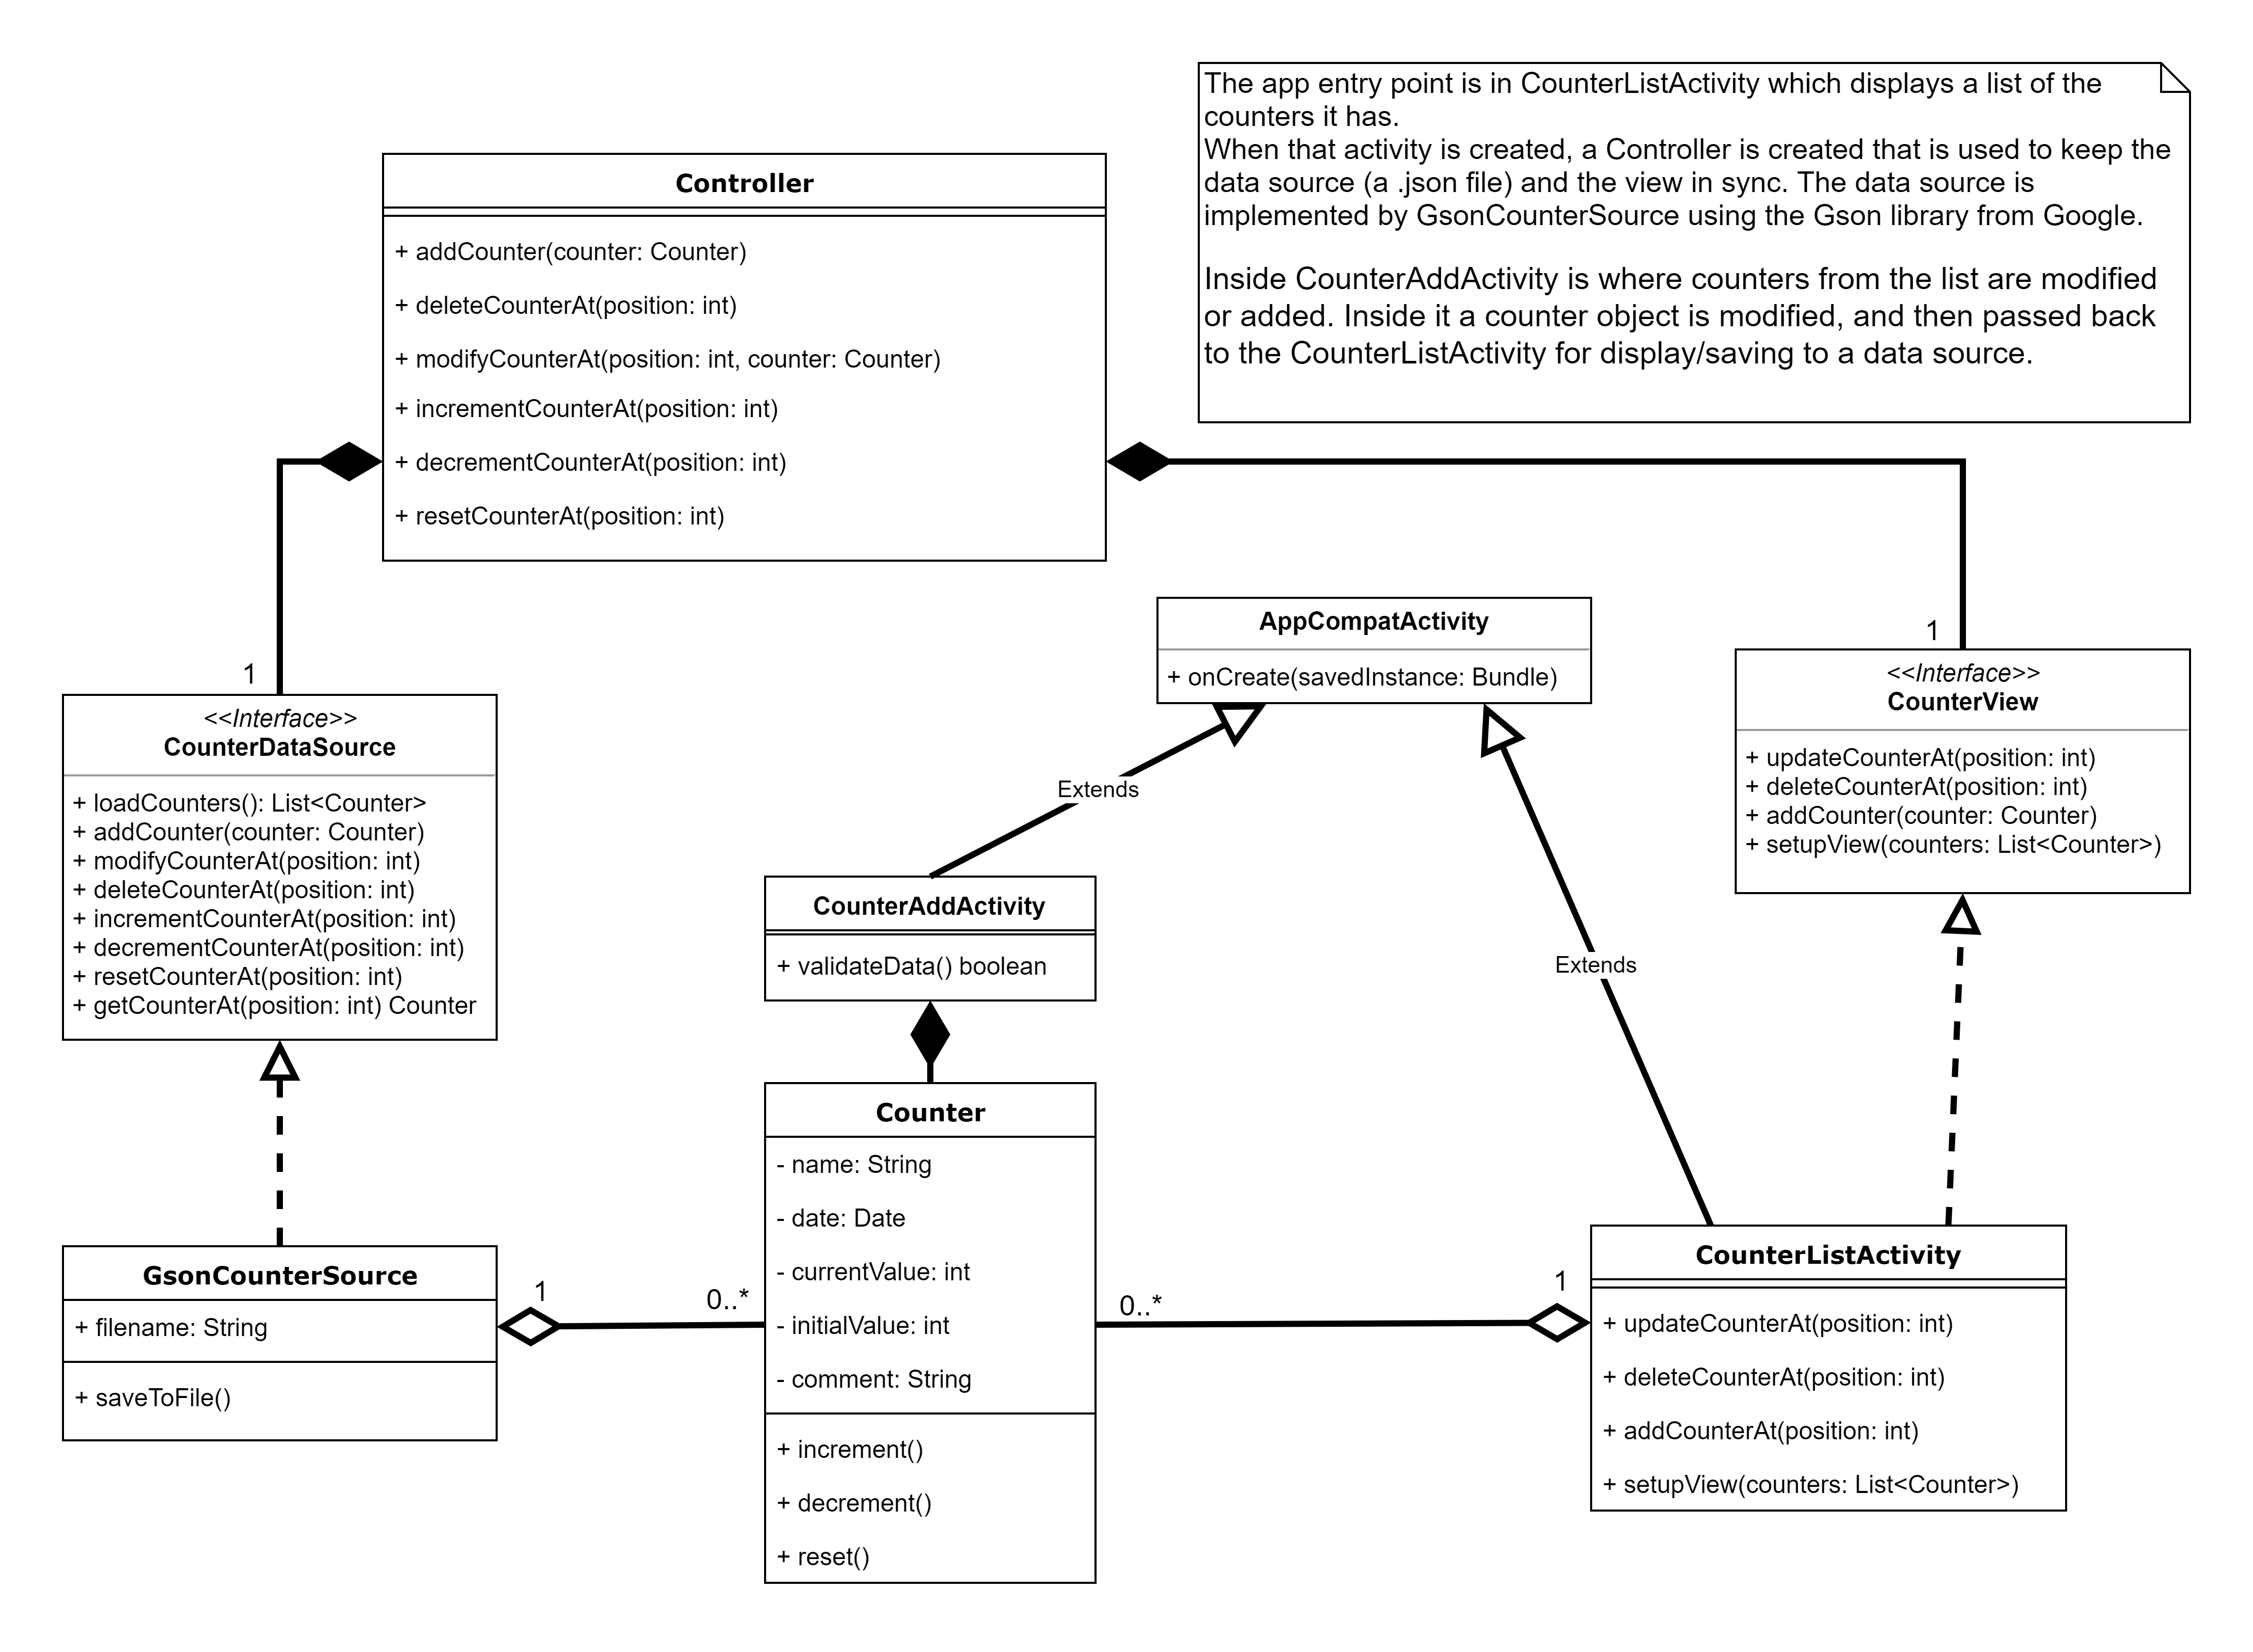 The app entry point is in CounterListActivity which displays a list of the
counters it has.
When that activity is created, a Controller is created that is used to keep the
data source (a .json file) and the view in sync. The data source is
implemented by GsonCounterSource using the Gson library from Google.
Inside CounterAddActivity is where counters from the list are modified
or added. Inside it a counter object is modified, and then passed back
to the CounterListActivity for display/saving to a data source.
Controller
+ addCounter(counter: Counter)
+ deleteCounterAt(position: int)
+ modifyCounterAt(position: int, counter: Counter)
+ incrementCounterAt(position: int)
+ decrementCounterAt(position: int)
+ resetCounterAt(position: int)
1
1
<<Interface>>
CounterDataSource
+ loadCounters(): List<Counter>
+ addCounter(counter: Counter)
+ modifyCounterAt(position: int)
+ deleteCounterAt(position: int)
+ incrementCounterAt(position: int)
+ decrementCounterAt(position: int)
+ resetCounterAt(position: int)
+ getCounterAt(position: int) Counter
AppCompatActivity
+ onCreate(savedInstance: Bundle)
<<Interface>>
CounterView
+ updateCounterAt(position: int)
+ deleteCounterAt(position: int)
+ addCounter(counter: Counter)
+ setupView(counters: List<Counter>)
Extends
Extends
CounterAddActivity
+ validateData() boolean
GsonCounterSource
+ filename: String
+ saveToFile()
1
0..*
Counter
- name: String
- date: Date
- currentValue: int
- initialValue: int
- comment: String
+ increment()
+ decrement()
+ reset()
0..*
1
CounterListActivity
+ updateCounterAt(position: int)
+ deleteCounterAt(position: int)
+ addCounterAt(position: int)
+ setupView(counters: List<Counter>)